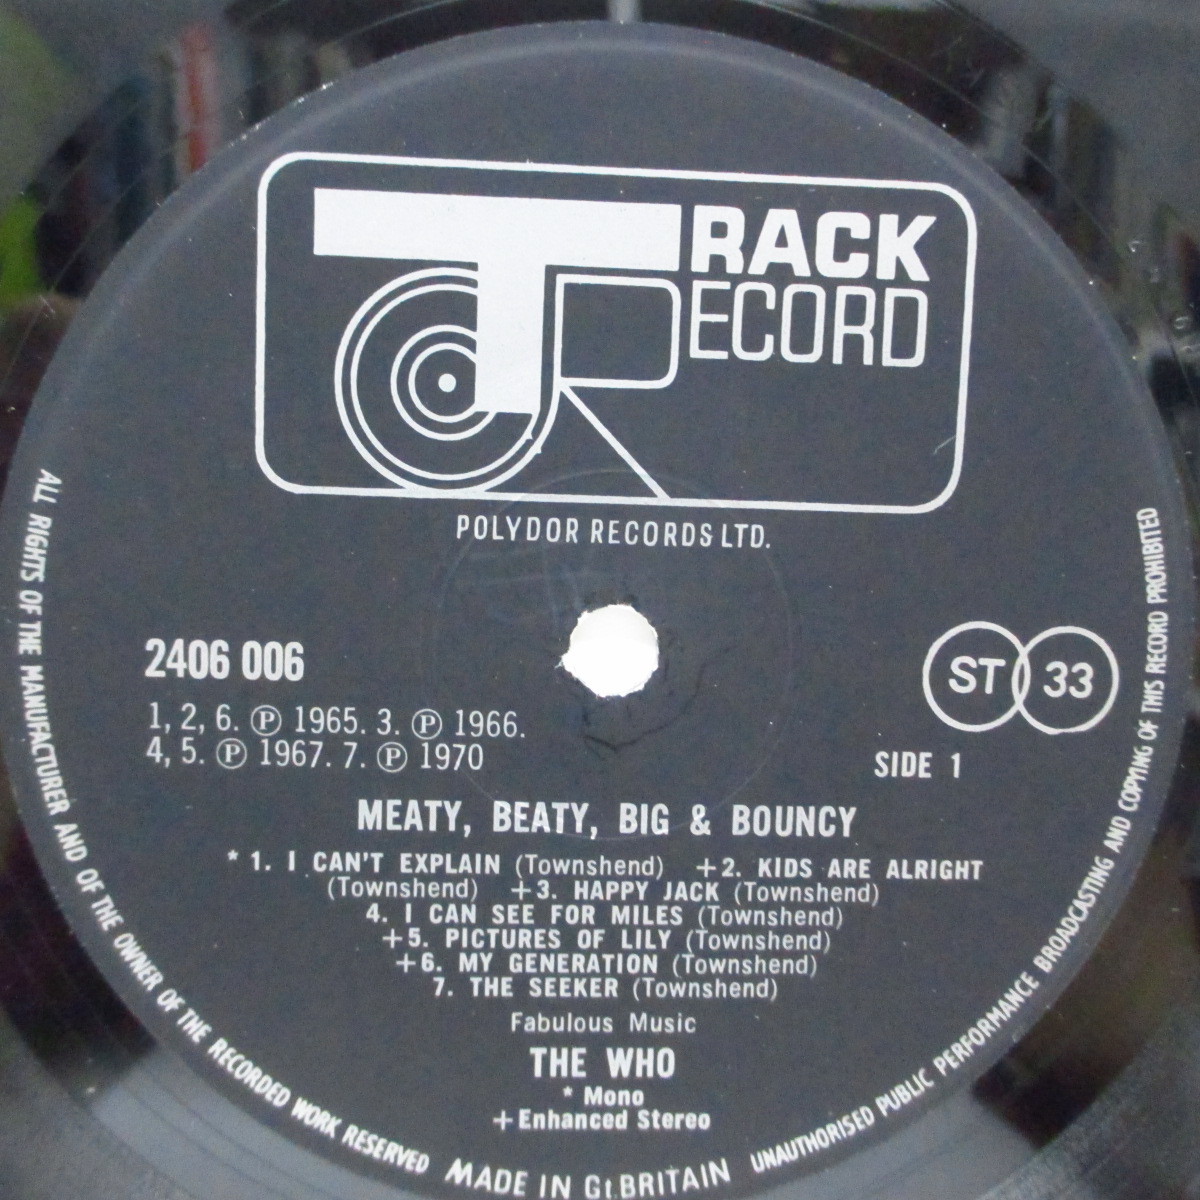 TRACK
RECORD
POLYDOR RECORDS LTD.
2406 006
1, 2, 6. ℗ 1965. 3. ℗ 1966.
4, 5. ℗ 1967. 7. ℗ 1970
ST 33
SIDE 1
MEATY, BEATY, BIG & BOUNCY
* 1. I CAN'T EXPLAIN (Townshend) +2. KIDS ARE ALRIGHT
(Townshend) +3. HAPPY JACK (Townshend)
4. I CAN SEE FOR MILES (Townshend)
+5. PICTURES OF LILY (Townshend)
+6. MY GENERATION (Townshend)
7. THE SEEKER (Townshend)
Fabulous Music
THE WHO
* Mono
+Enhanced Stereo
ALL RIGHTS OF THE MANUFACTURER AND OF THE OWNER OF THE RECORDED WORK RESERVED MADE IN Gt. BRITAIN UNAUTHORISED PUBLIC PERFORMANCE BROADCASTING AND COPYING OF THIS RECORD PROHIBITED